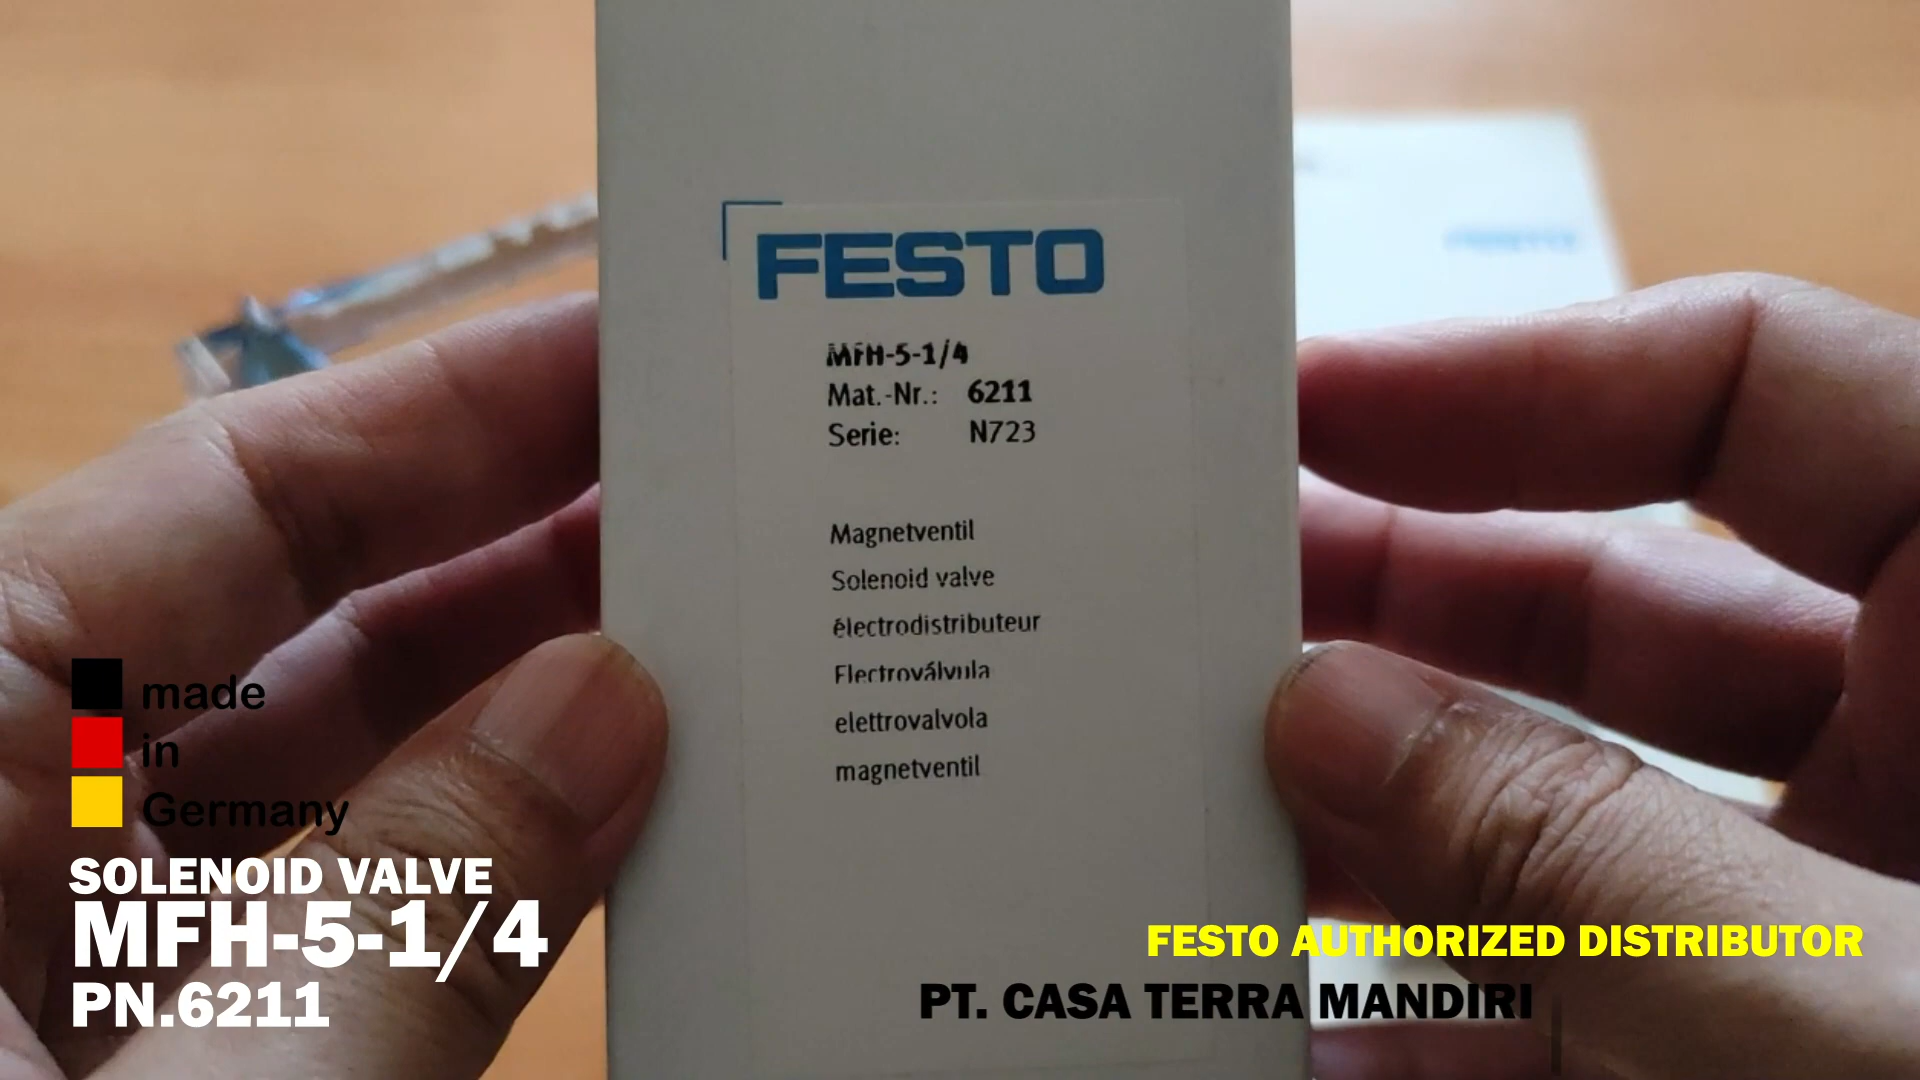 FESTO
MFH-5-1/4
Mat.-Nr.: 6211
Serie: N723
Magnetventil
Solenoid valve
électrodistributeur
Electroválvula
elettrovalvola
magnetventil
FESTO
made
in
Germany
SOLENOID VALVE
MFH-5-1/4
PN.6211
FESTO AUTHORIZED DISTRIBUTOR
PT. CASA TERRA MANDIRI